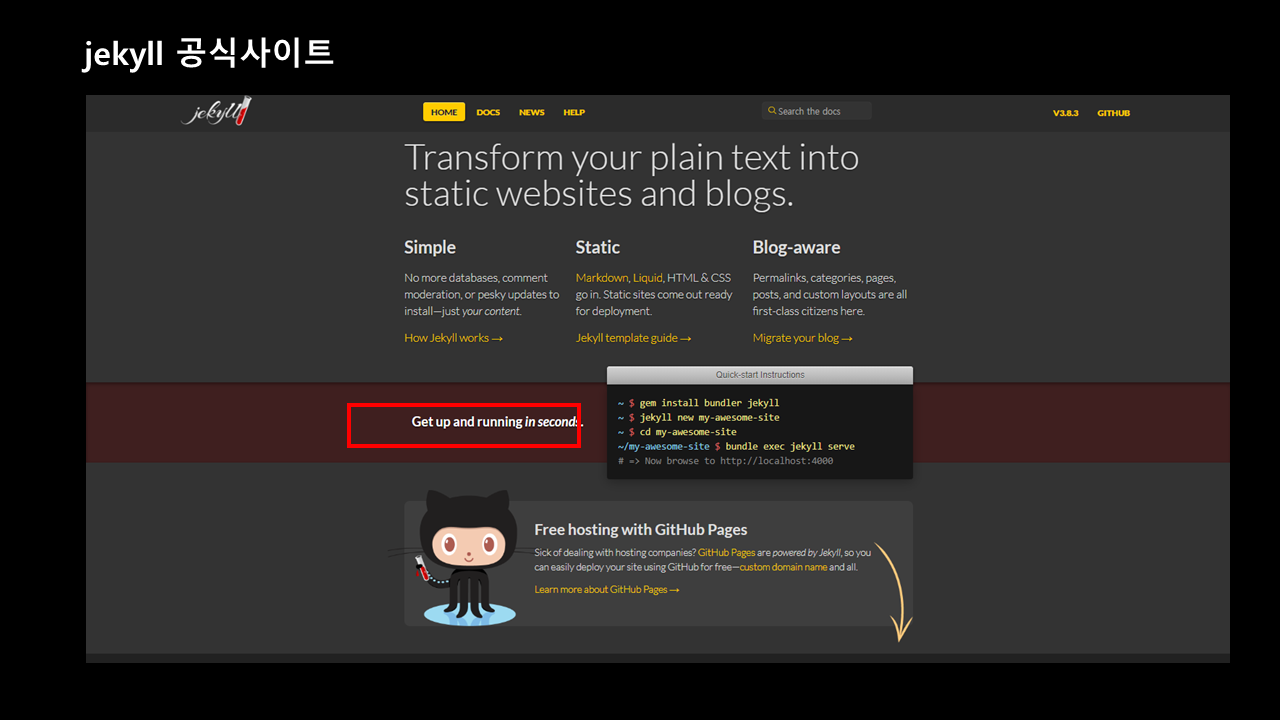 jekyll 공식사이트
jekyll
HOME DOCS NEWS HELP
Search the docs
V3.8.3 GITHUB
Transform your plain text into
static websites and blogs.
Simple
No more databases, comment
moderation, or pesky updates to
install—just your content.
How Jekyll works →
Static
Markdown, Liquid, HTML & CSS
go in. Static sites come out ready
for deployment.
Jekyll template guide →
Blog-aware
Permalinks, categories, pages,
posts, and custom layouts are all
first-class citizens here.
Migrate your blog →
Get up and running in seconds.
Quick-start Instructions
~ $ gem install bundler jekyll
~ $ jekyll new my-awesome-site
~ $ cd my-awesome-site
~/my-awesome-site $ bundle exec jekyll serve
# => Now browse to http://localhost:4000
Free hosting with GitHub Pages
Sick of dealing with hosting companies? GitHub Pages are powered by Jekyll, so you
can easily deploy your site using GitHub for free—custom domain name and all.
Learn more about GitHub Pages →